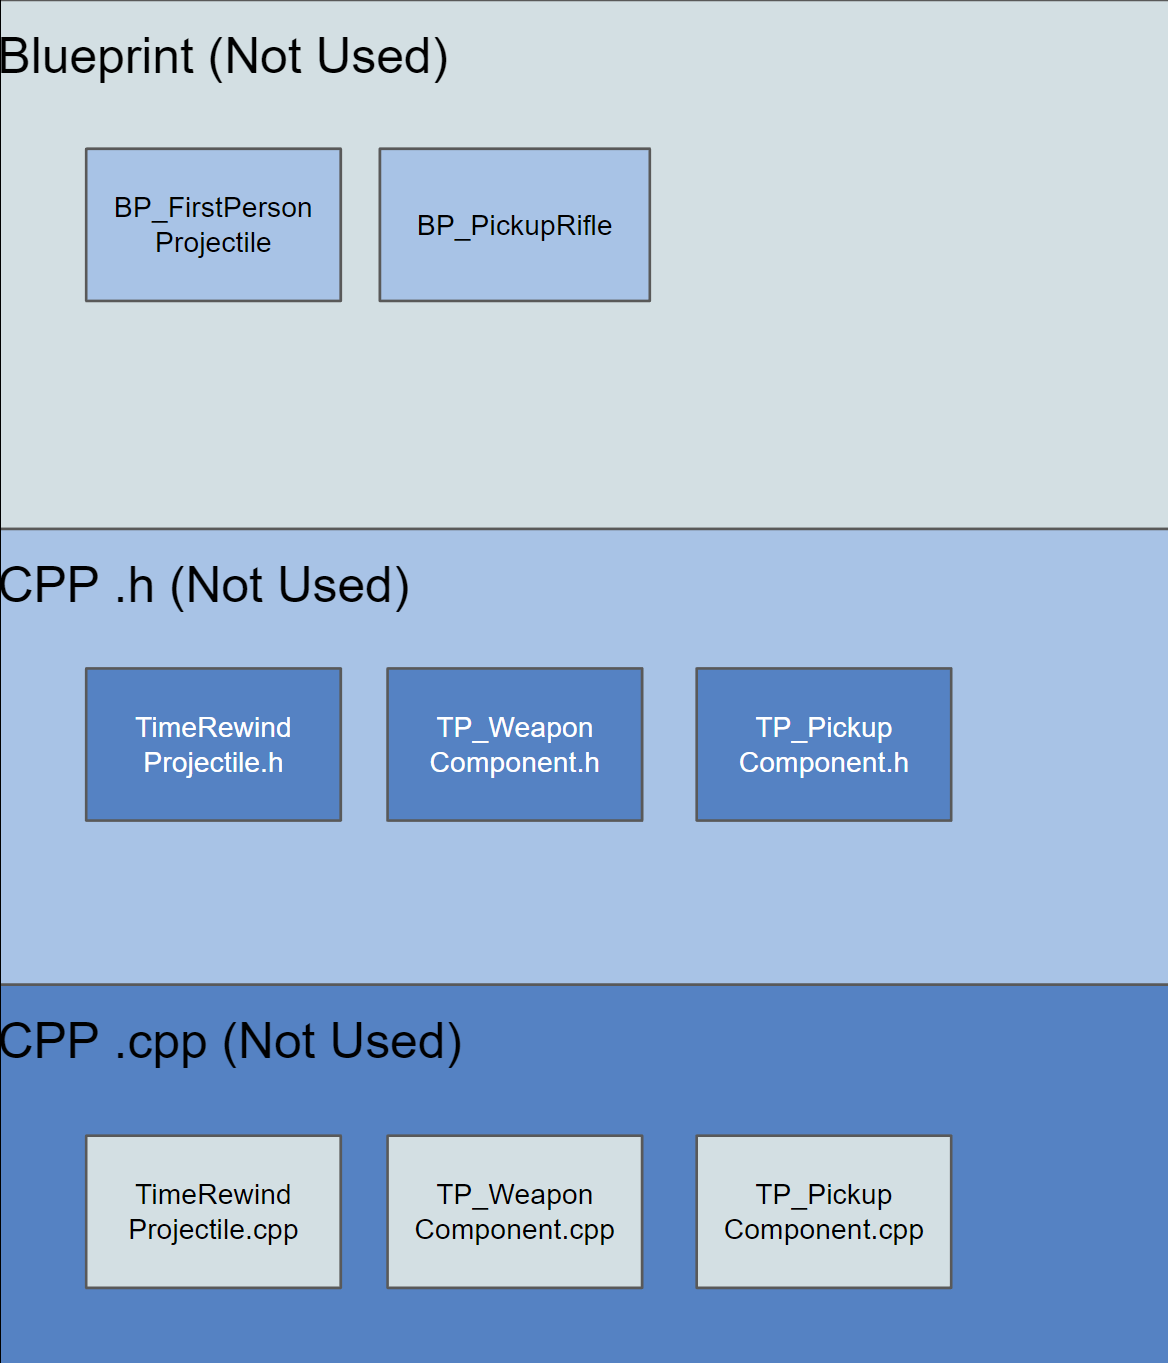 Blueprint (Not Used)
BP_FirstPerson
Projectile
BP_PickupRifle
CPP .h (Not Used)
TimeRewind
Projectile.h
TP_Weapon
Component.h
TP_Pickup
Component.h
CPP .cpp (Not Used)
TimeRewind
Projectile.cpp
TP_Weapon
Component.cpp
TP_Pickup
Component.cpp